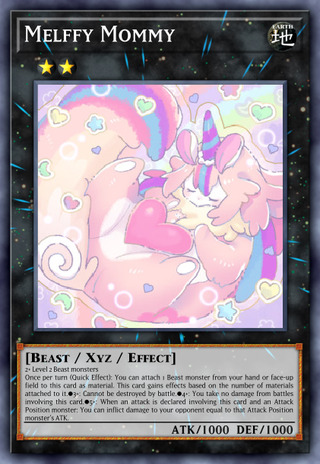 MELFFY MOMMY
EARTH
地
[BEAST / XYZ / EFFECT]
2+ Level 2 Beast monsters
Once per turn (Quick Effect): You can attach 1 Beast monster from your hand or face-up
field to this card as material. This card gains effects based on the number of materials
attached to it.●3+: Cannot be destroyed by battle.●4+: You take no damage from battles
involving this card.●5+: When an attack is declared involving this card and an Attack
Position monster: You can inflict damage to your opponent equal to that Attack Position
monster's ATK.
ATK/1000 DEF/1000